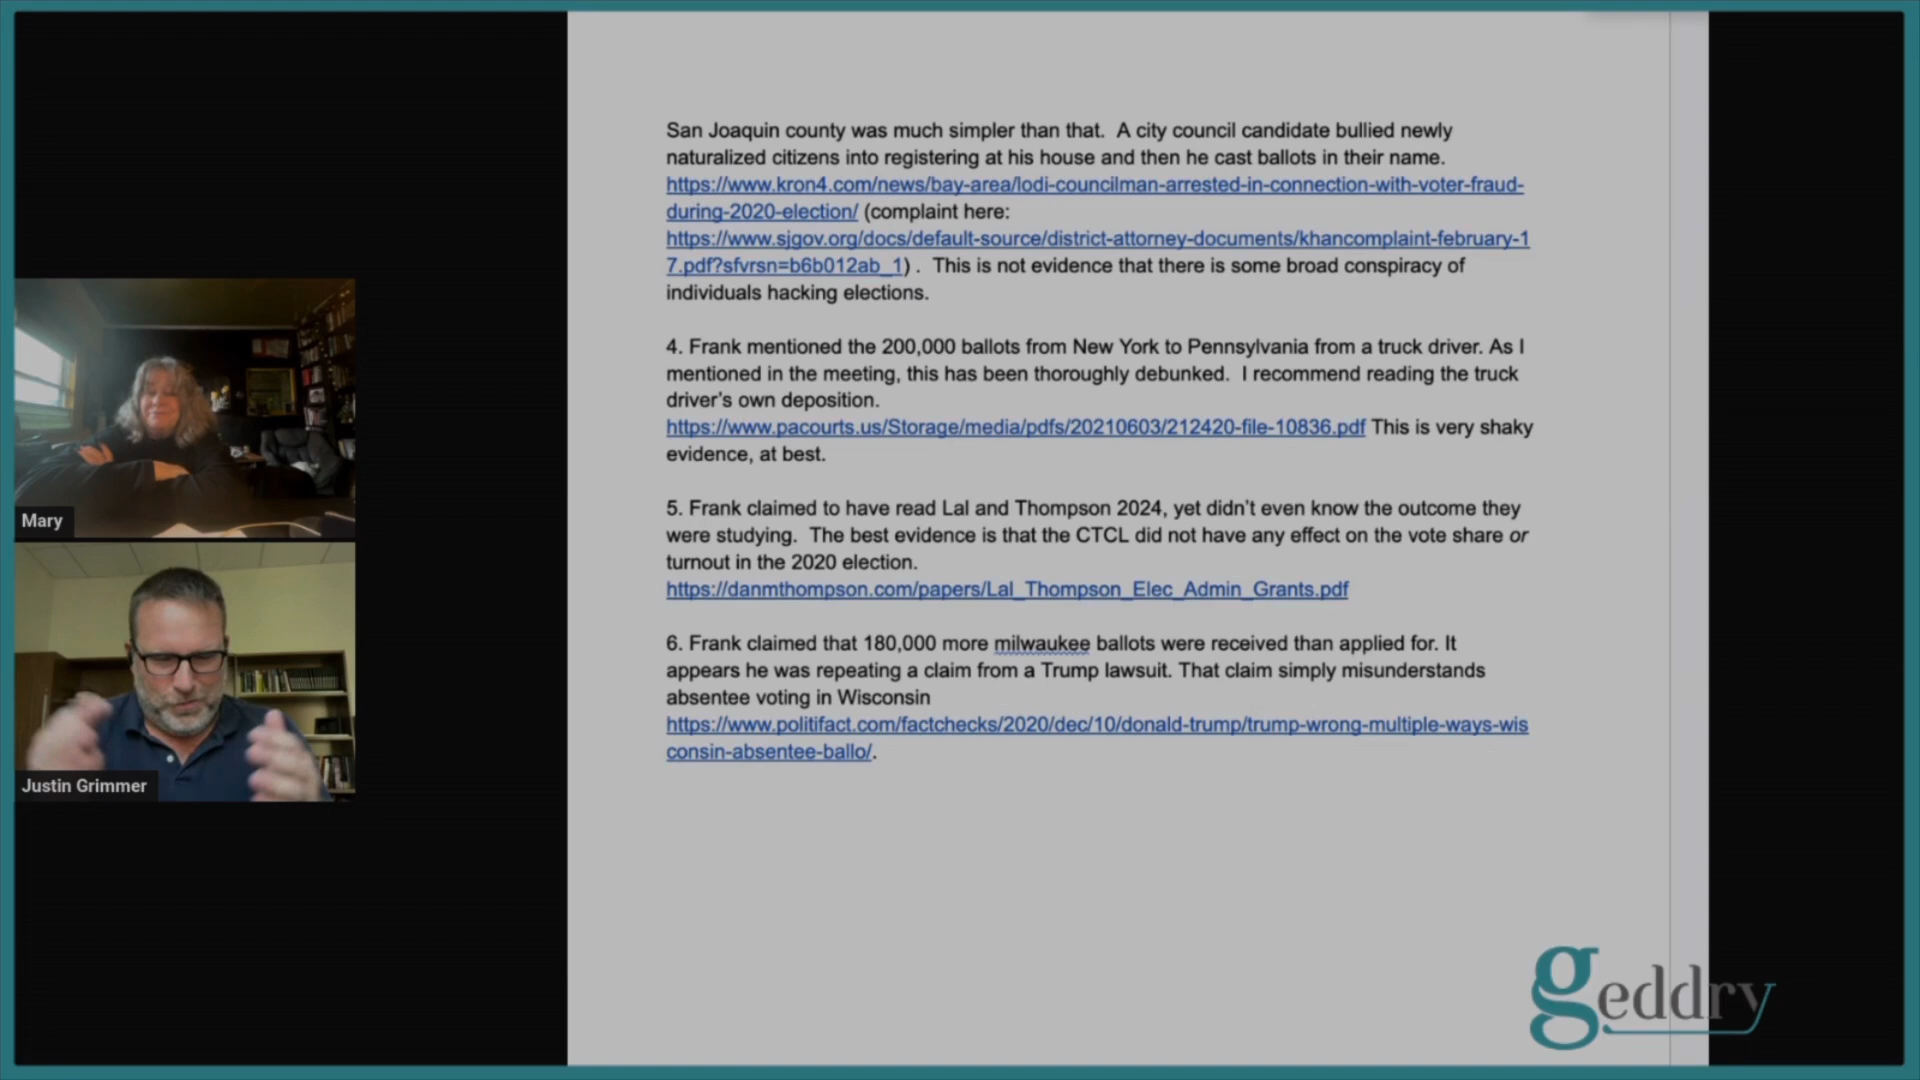 San Joaquin county was much simpler than that.  A city council candidate bullied newly
naturalized citizens into registering at his house and then he cast ballots in their name.
https://www.kron4.com/news/bay-area/lodi-councilman-arrested-in-connection-with-voter-fraud-
during-2020-election/ (complaint here:
https://www.sjgov.org/docs/default-source/district-attorney-documents/khancomplaint-february-1
7.pdf?sfvrsn=b6b012ab_1) .  This is not evidence that there is some broad conspiracy of
individuals hacking elections.
4. Frank mentioned the 200,000 ballots from New York to Pennsylvania from a truck driver. As I
mentioned in the meeting, this has been thoroughly debunked.  I recommend reading the truck
driver's own deposition.
https://www.pacourts.us/Storage/media/pdfs/20210603/212420-file-10836.pdf This is very shaky
evidence, at best.
5. Frank claimed to have read Lal and Thompson 2024, yet didn't even know the outcome they
were studying.  The best evidence is that the CTCL did not have any effect on the vote share or
turnout in the 2020 election.
https://danmthompson.com/papers/Lal_Thompson_Elec_Admin_Grants.pdf
6. Frank claimed that 180,000 more milwaukee ballots were received than applied for. It
appears he was repeating a claim from a Trump lawsuit. That claim simply misunderstands
absentee voting in Wisconsin
https://www.politifact.com/factchecks/2020/dec/10/donald-trump/trump-wrong-multiple-ways-wis
consin-absentee-ballo/.
Mary
Justin Grimmer
geddry